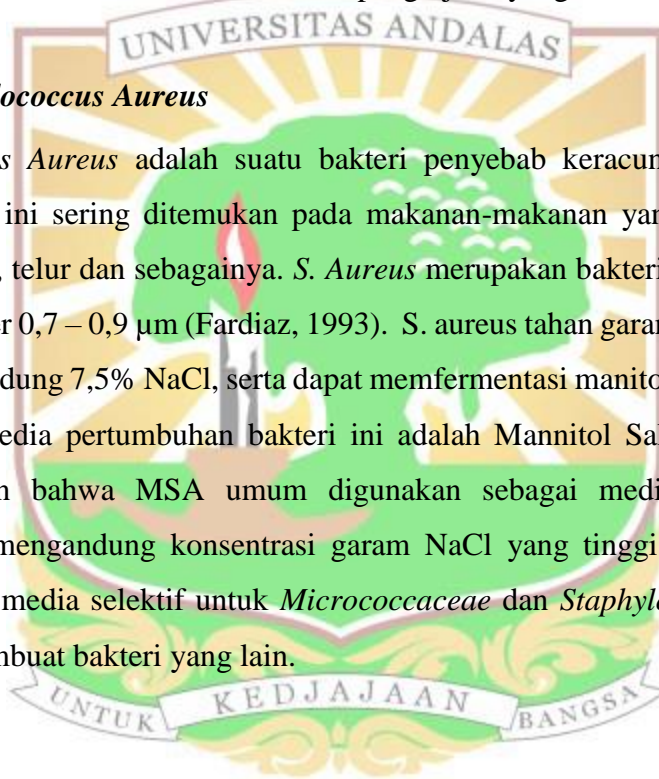 UNIVERSITAS ANDALAS
lococcus Aureus
s Aureus adalah suatu bakteri penyebab keracun
ini sering ditemukan pada makanan-makanan yan
, telur dan sebagainya. S. Aureus merupakan bakteri
er 0,7 – 0,9 µm (Fardiaz, 1993). S. aureus tahan garam
dung 7,5% NaCl, serta dapat memfermentasi manito
edia pertumbuhan bakteri ini adalah Mannitol Sal
n bahwa MSA umum digunakan sebagai medi
mengandung konsentrasi garam NaCl yang tinggi
media selektif untuk Micrococcaceae dan Staphyl
mbuat bakteri yang lain.
UNTUK KEDJAJAAN BANGSA